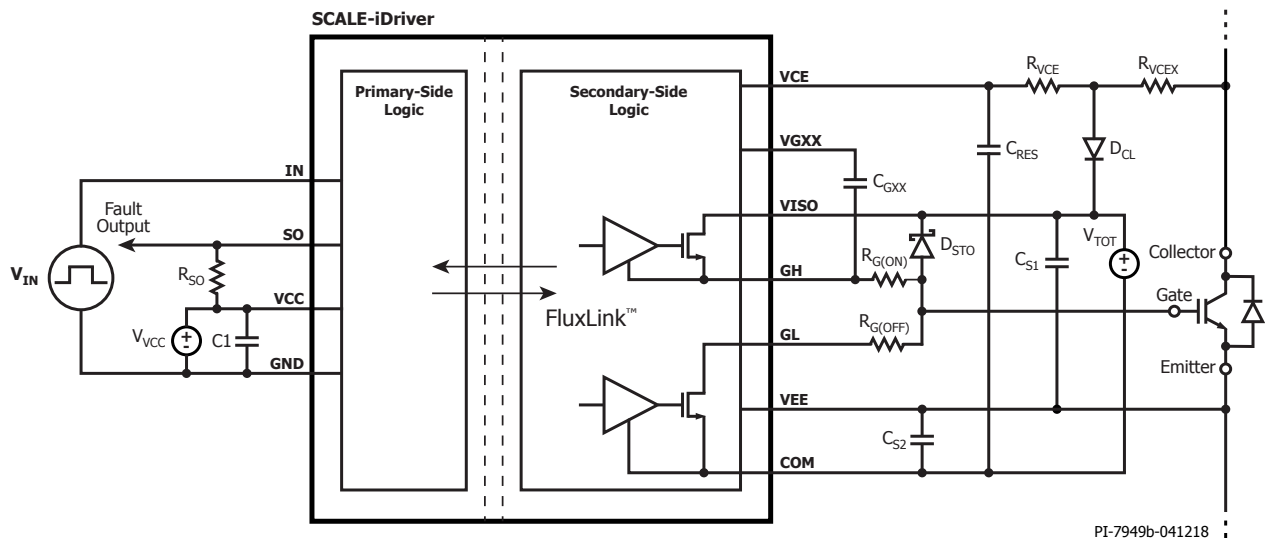 SCALE-iDriver
Primary-Side
Logic
Secondary-Side
Logic
VCE
RVCE
RVCEX
VGXX
CGXX
CRES
DCL
IN
Fault
Output
SO
VISO
DSTO
CS1
VTOT
Collector
VIN
RSO
GH
RG(ON)
VCC
FluxLink™
Gate
VVCC
C1
GL
RG(OFF)
GND
Emitter
VEE
CS2
COM
+
-
+
-
PI-7949b-041218